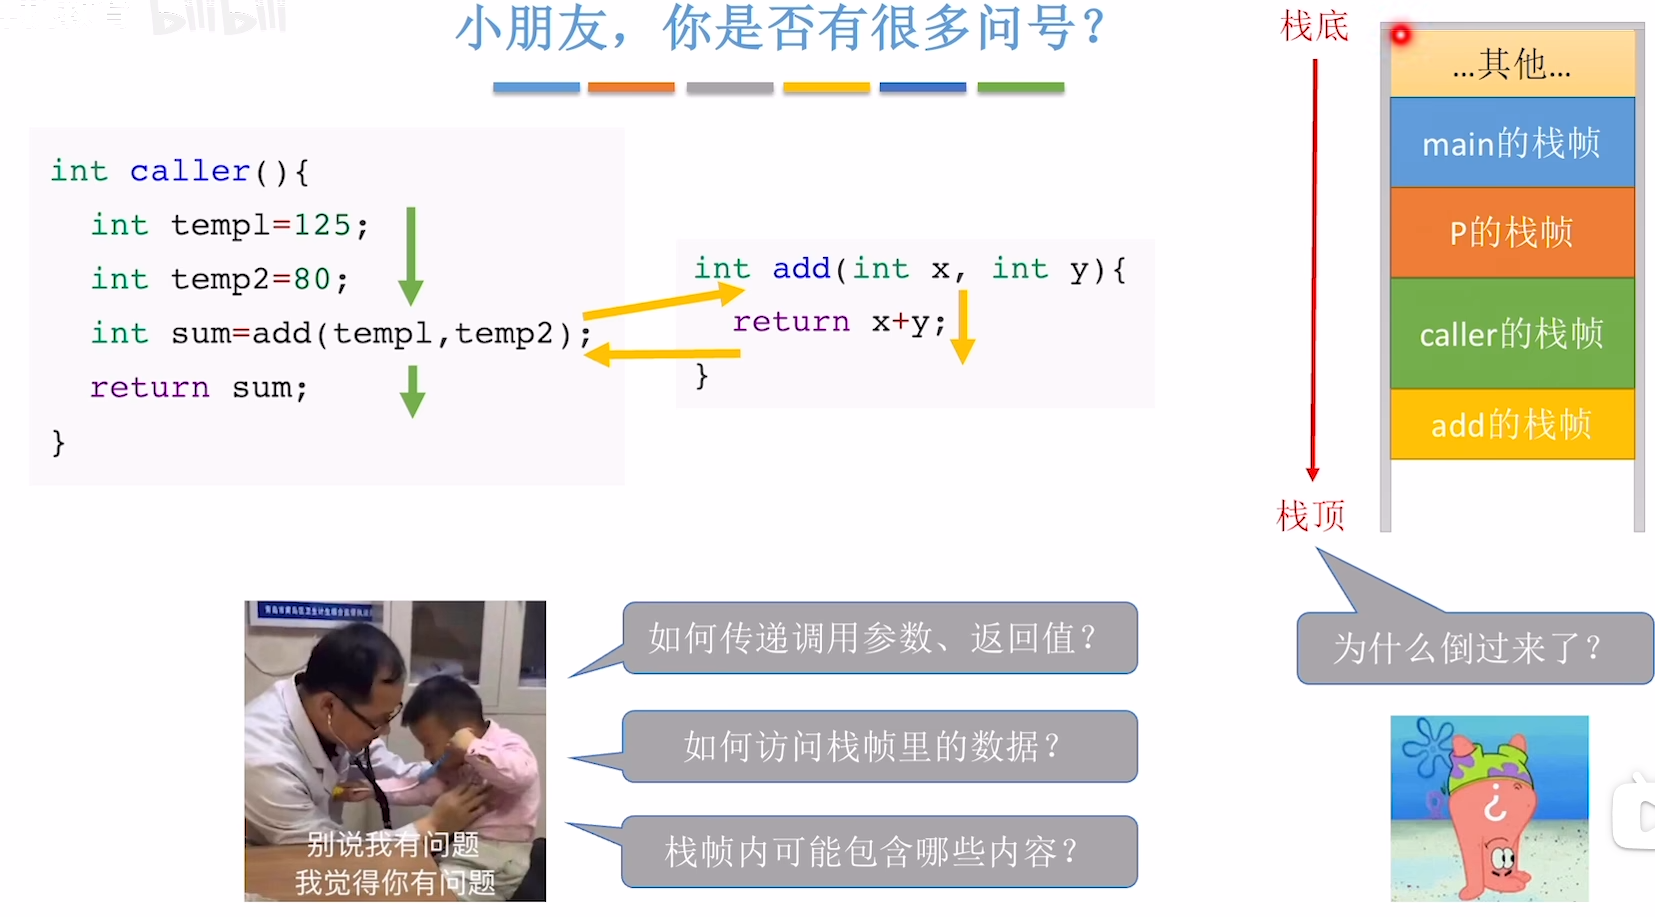 bilibili
小朋友，你是否有很多问号？
int caller(){
int temp1=125;
int temp2=80;
int sum=add(temp1,temp2);
return sum;
}
int add(int x, int y){
return x+y;
}
栈底
栈顶
...其他...
main的栈帧
P的栈帧
caller的栈帧
add的栈帧
为什么倒过来了？
如何传递调用参数、返回值？
如何访问栈帧里的数据？
栈帧内可能包含哪些内容？
别说我有问题
我觉得你有问题
¿